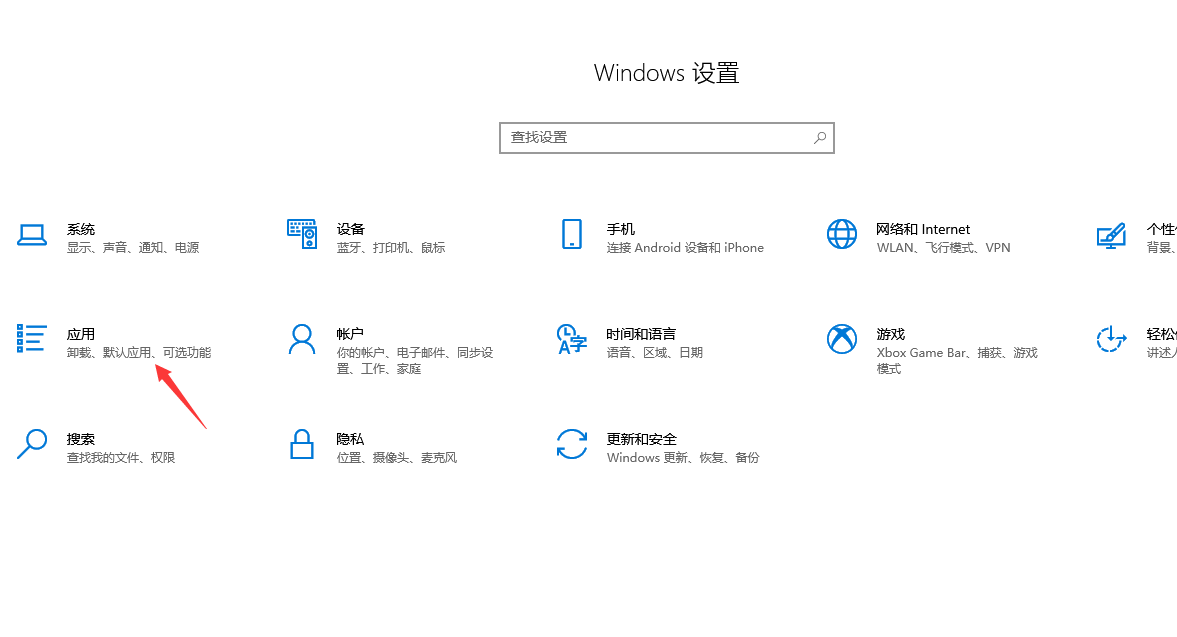 Windows 设置
查找设置
系统
显示、声音、通知、电源
设备
蓝牙、打印机、鼠标
手机
连接 Android 设备和 iPhone
网络和 Internet
WLAN、飞行模式、VPN
个性
背景、
应用
卸载、默认应用、可选功能
帐户
你的帐户、电子邮件、同步设
置、工作、家庭
时间和语言
语音、区域、日期
游戏
Xbox Game Bar、捕获、游戏
模式
轻松
讲述
搜索
查找我的文件、权限
隐私
位置、摄像头、麦克风
更新和安全
Windows 更新、恢复、备份